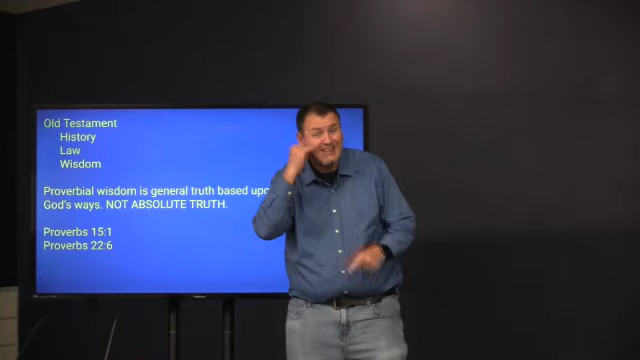 Old Testament
History
Law
Wisdom
Proverbial wisdom is general truth based
God's ways. NOT ABSOLUTE TRUTH.
Proverbs 15:1
Proverbs 22:6